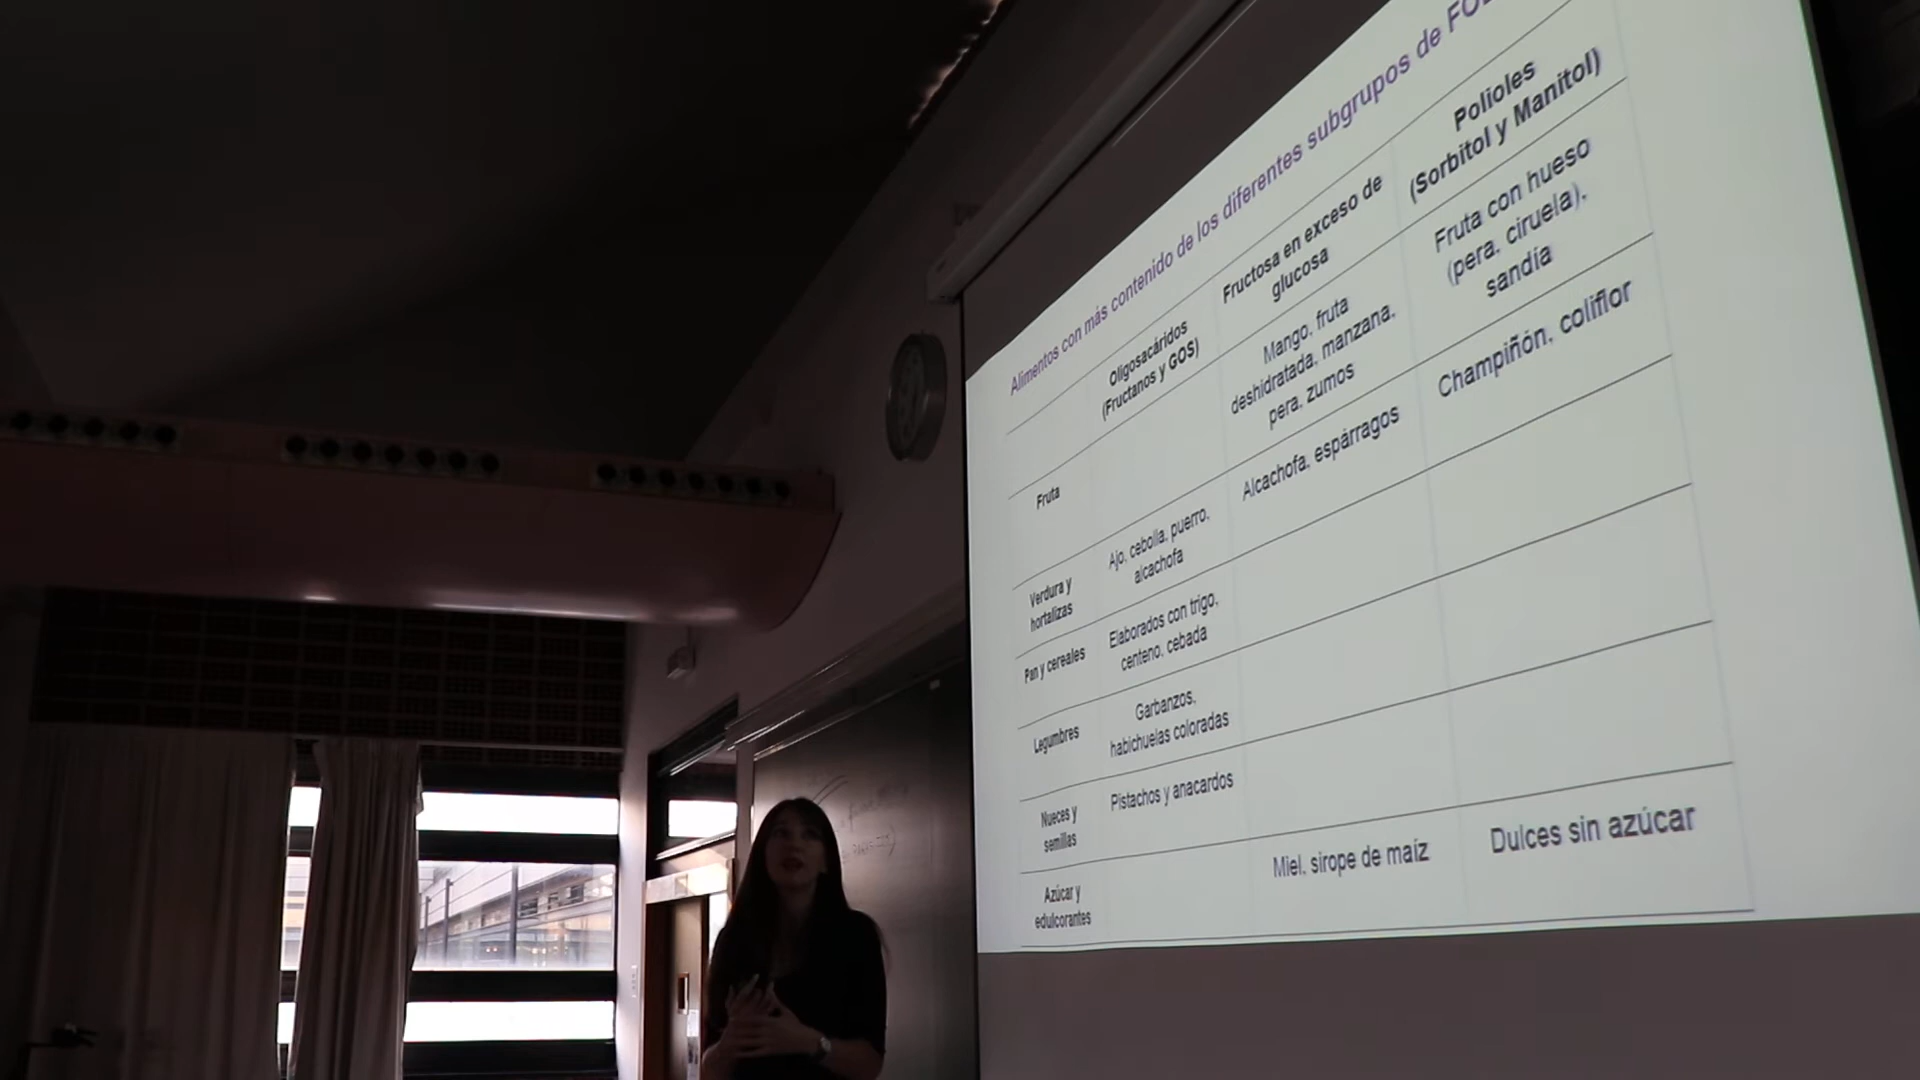 Alimentos con más contenido de los diferentes subgrupos de
Oligosacáridos
(Fructanos y GOS)
Fructosa en exceso de
glucosa
Polioles
(Sorbitol y Manitol)
Fruta
Mango, fruta
deshidratada, manzana,
pera, zumos
Fruta con hueso
(pera, ciruela),
sandía
Verdura y
hortalizas
Ajo, cebolla, puerro,
alcachofa
Alcachofa, espárragos
Champiñón, coliflor
Pan y cereales
Elaborados con trigo,
centeno, cebada
Legumbres
Garbanzos,
habichuelas coloradas
Nueces y
semillas
Pistachos y anacardos
Azúcar y
edulcorantes
Miel, sirope de maíz
Dulces sin azúcar